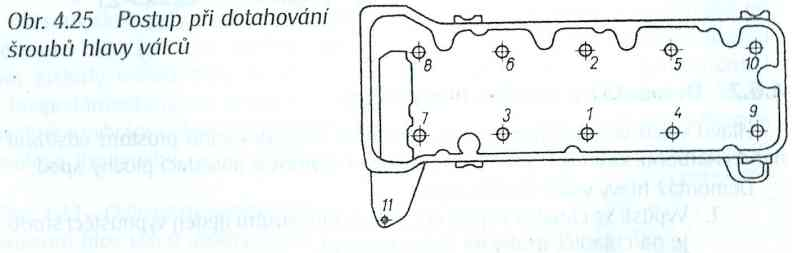 Obr. 4.25 Postup při dotahování
šroubů hlavy válců
8 6 2 5 10
7 3 1 4 9
11